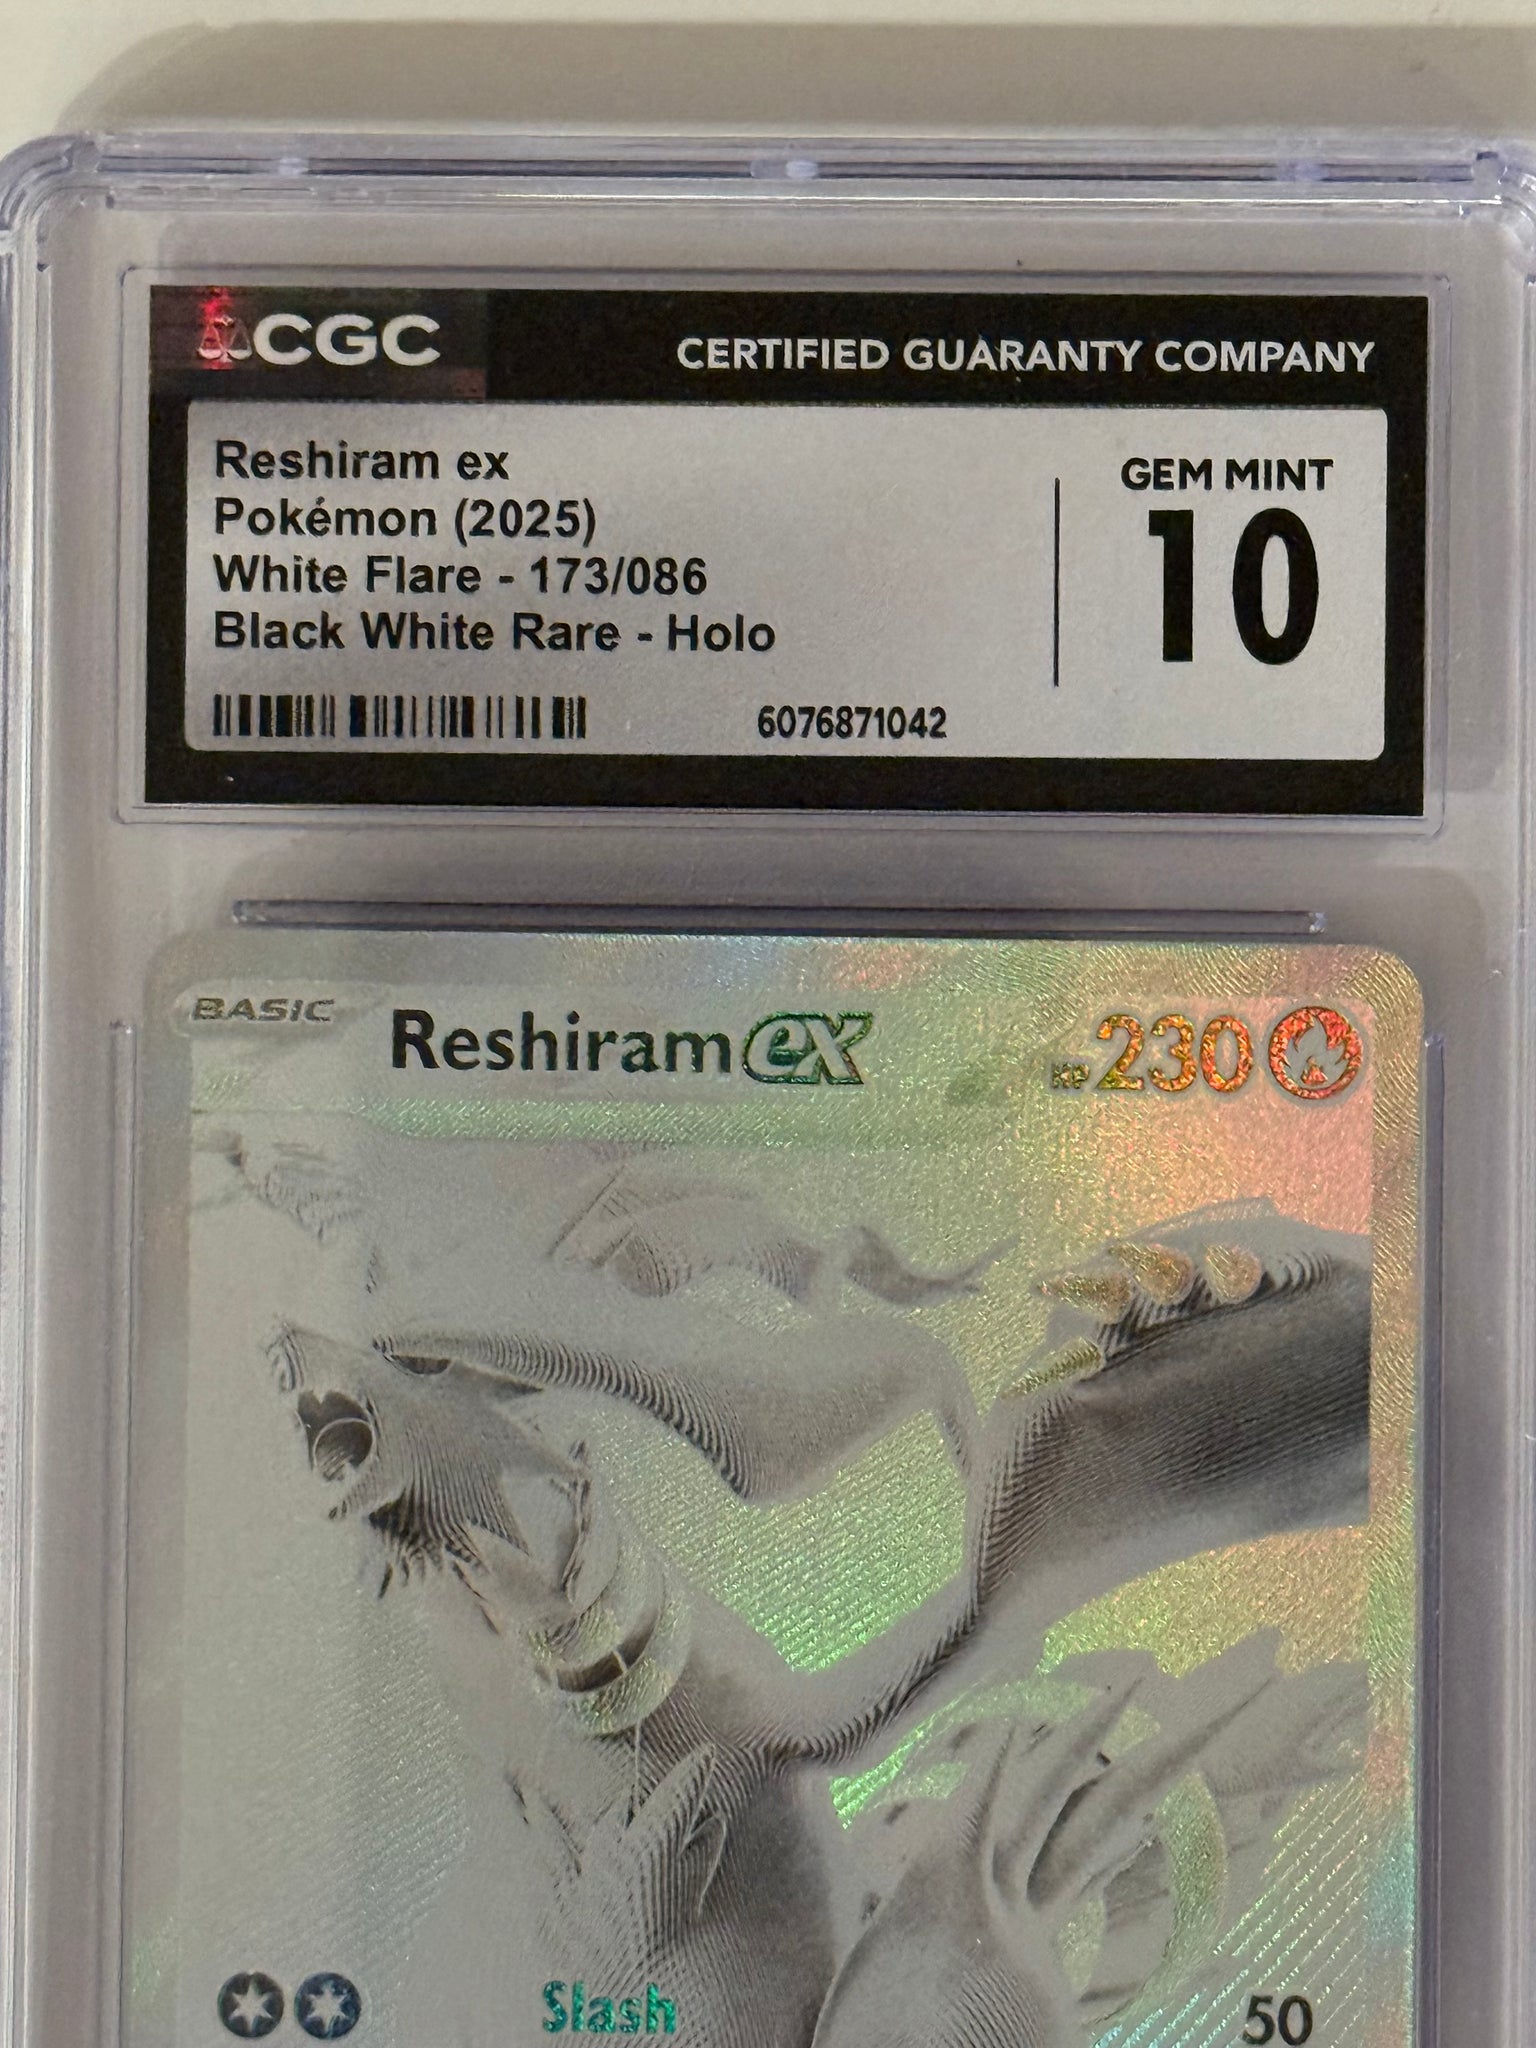 CGC
CERTIFIED GUARANTY COMPANY
Reshiram ex
Pokémon (2025)
White Flare - 173/086
Black White Rare - Holo
6076871042
GEM MINT
10
BASIC
Reshiram ex
HP 230
Slash 50